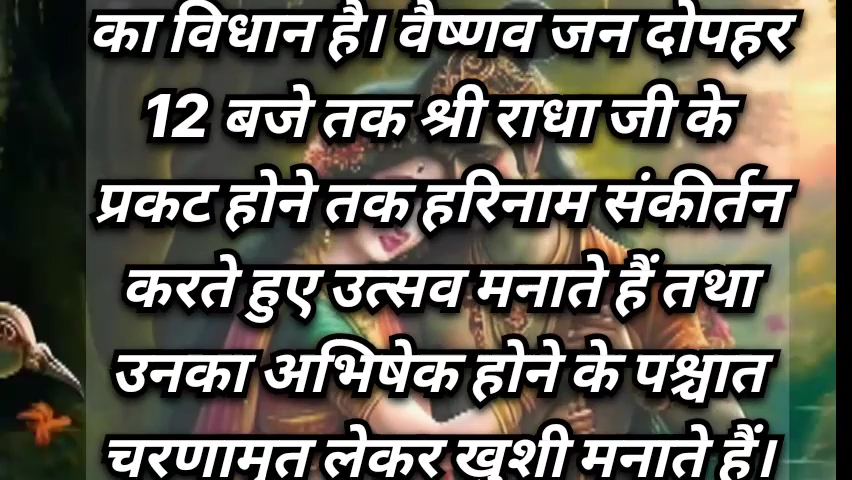 का विधान है। वैष्णव जन दोपहर
12 बजे तक श्री राधा जी के
प्रकट होने तक हरिनाम संकीर्तन
करते हुए उत्सव मनाते हैं तथा
उनका अभिषेक होने के पश्चात
चरणामृत लेकर खुशी मनाते हैं।